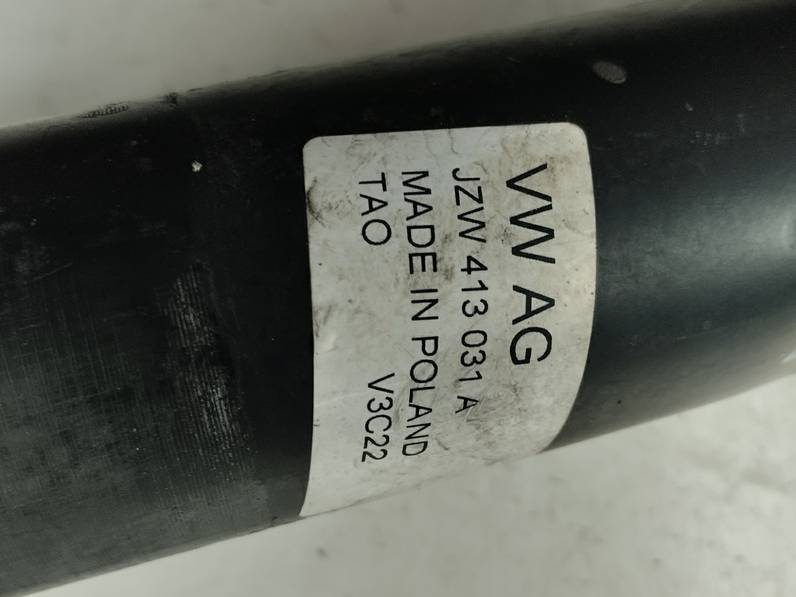 VW AG
JZW 413 031 A
MADE IN POLAND
TAO V3C22